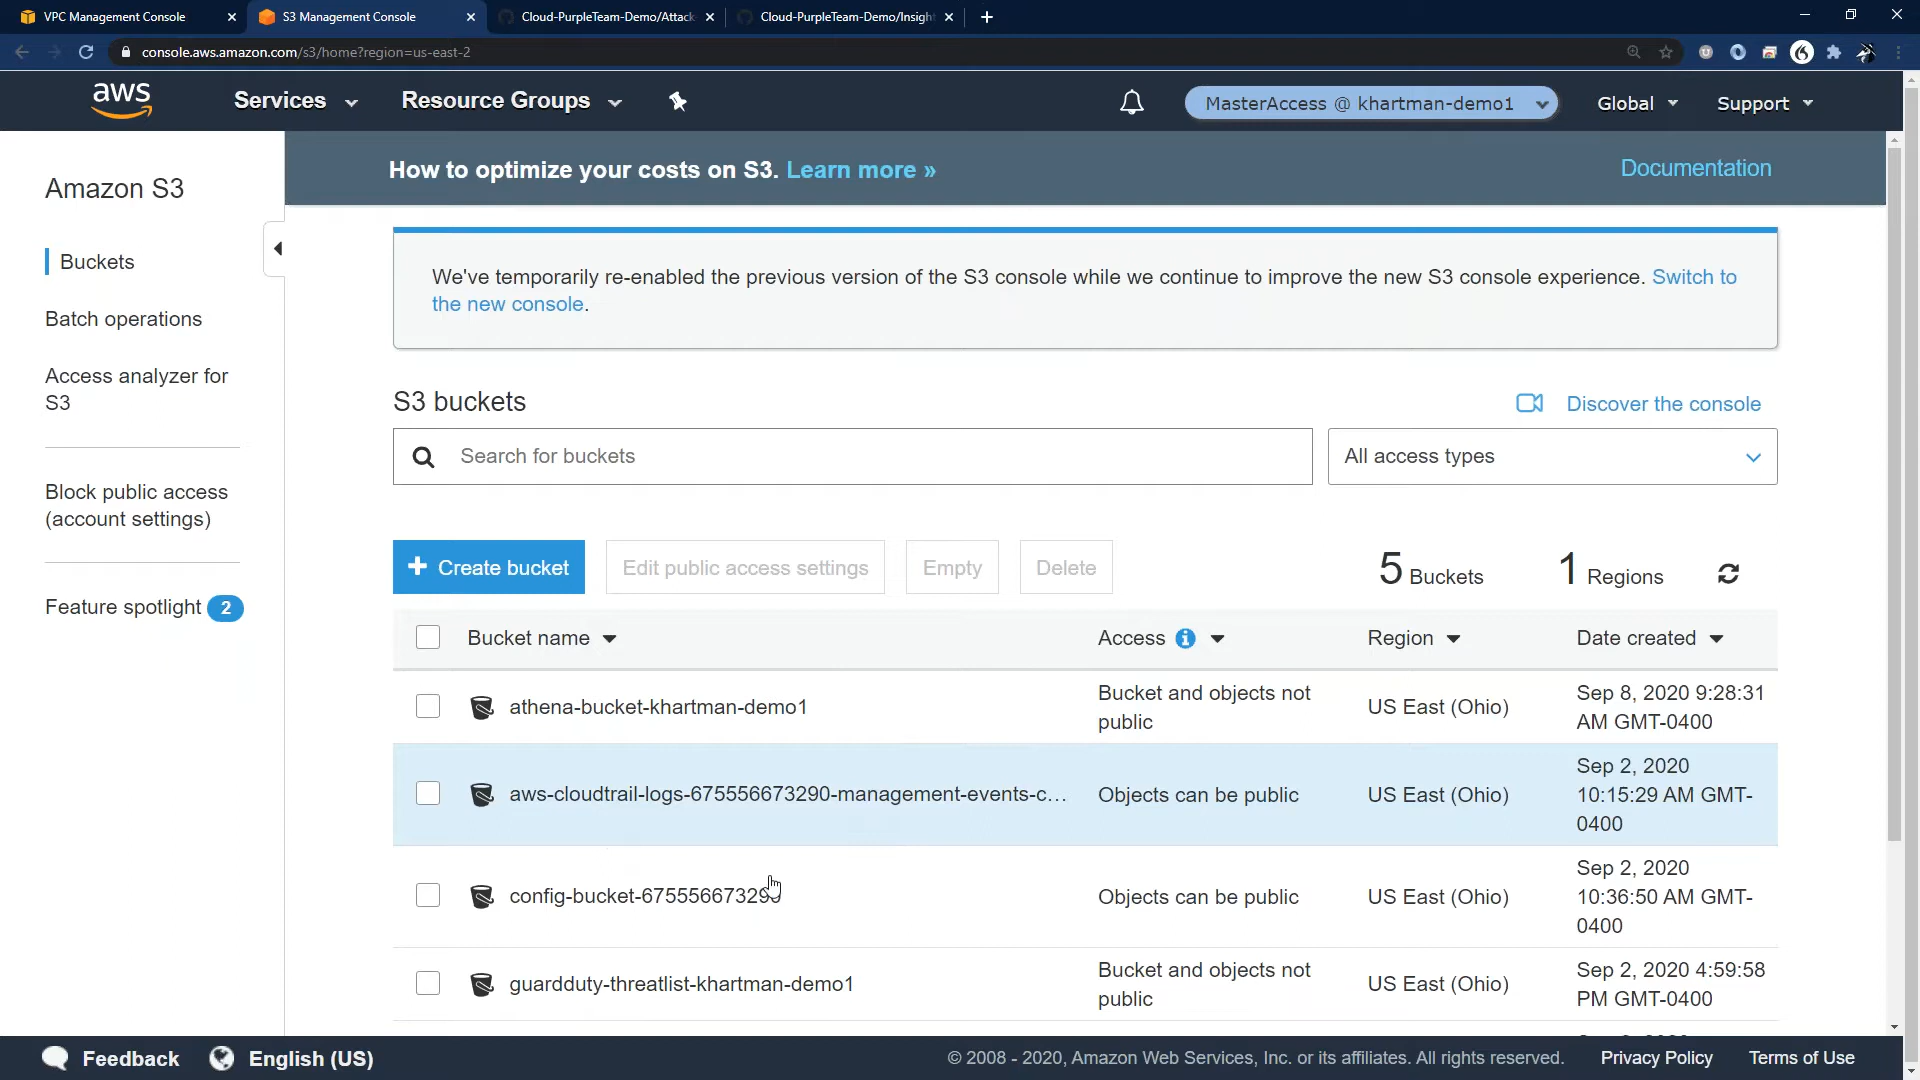 VPC Management Console
S3 Management Console
Cloud-PurpleTeam-Demo/Attack
Cloud-PurpleTeam-Demo/Insight
console.aws.amazon.com/s3/home?region=us-east-2
aws
Services
Resource Groups
MasterAccess @ khartman-demo1
Global
Support
Amazon S3
Buckets
Batch operations
Access analyzer for
S3
Block public access
(account settings)
Feature spotlight 2
How to optimize your costs on S3. Learn more »
Documentation
We've temporarily re-enabled the previous version of the S3 console while we continue to improve the new S3 console experience. Switch to
the new console.
S3 buckets
Discover the console
Search for buckets
All access types
+ Create bucket
Edit public access settings
Empty
Delete
5 Buckets
1 Regions
Bucket name
Access
Region
Date created
athena-bucket-khartman-demo1
Bucket and objects not
public
US East (Ohio)
Sep 8, 2020 9:28:31
AM GMT-0400
aws-cloudtrail-logs-675556673290-management-events-c...
Objects can be public
US East (Ohio)
Sep 2, 2020
10:15:29 AM GMT-
0400
config-bucket-675556673290
Objects can be public
US East (Ohio)
Sep 2, 2020
10:36:50 AM GMT-
0400
guardduty-threatlist-khartman-demo1
Bucket and objects not
public
US East (Ohio)
Sep 2, 2020 4:59:58
PM GMT-0400
Feedback
English (US)
© 2008 - 2020, Amazon Web Services, Inc. or its affiliates. All rights reserved.
Privacy Policy
Terms of Use